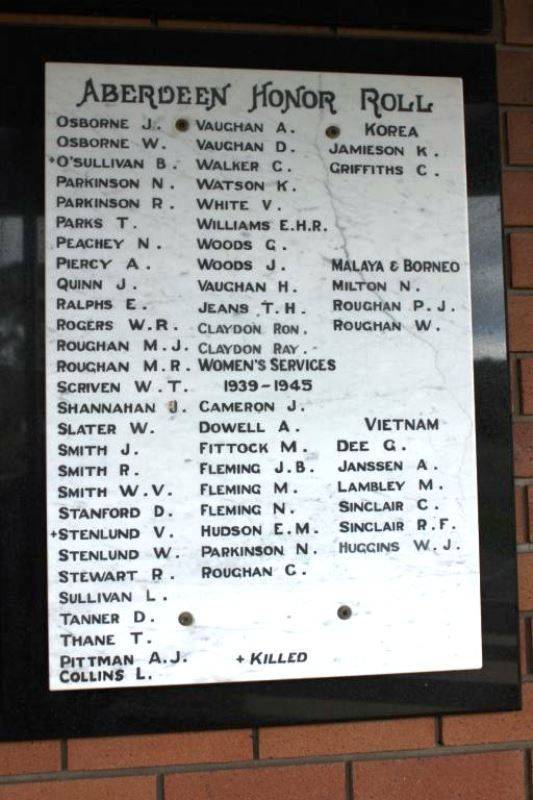 ABERDEEN HONOR ROLL
OSBORNE J.
OSBORNE W.
+O'SULLIVAN B.
PARKINSON N.
PARKINSON R.
PARKS T.
PEACHEY N.
PIERCY A.
QUINN J.
RALPHS E.
ROGERS W.R.
ROUGHAN M.J.
ROUGHAN M.R.
SCRIVEN W.T.
SHANNAHAN J.
SLATER W.
SMITH J.
SMITH R.
SMITH W.V.
STANFORD D.
+STENLUND V.
STENLUND W.
STEWART R.
SULLIVAN L.
TANNER D.
THANE T.
PITTMAN A.J.
COLLINS L.
VAUGHAN A.
VAUGHAN D.
WALKER C.
WATSON K.
WHITE V.
WILLIAMS E.H.R.
WOODS G.
WOODS J.
VAUGHAN H.
JEANS T.H.
CLAYDON RON.
CLAYDON RAY.
WOMEN'S SERVICES
1939-1945
CAMERON J.
DOWELL A.
FITTOCK M.
FLEMING J.B.
FLEMING M.
FLEMING N.
HUDSON E.M.
PARKINSON N.
ROUGHAN C.
+ KILLED
KOREA
JAMIESON K.
GRIFFITHS C.
MALAYA & BORNEO
MILTON N.
ROUGHAN P.J.
ROUGHAN W.
VIETNAM
DEE G.
JANSSEN A.
LAMBLEY M.
SINCLAIR C.
SINCLAIR R.F.
HUGGINS W.J.